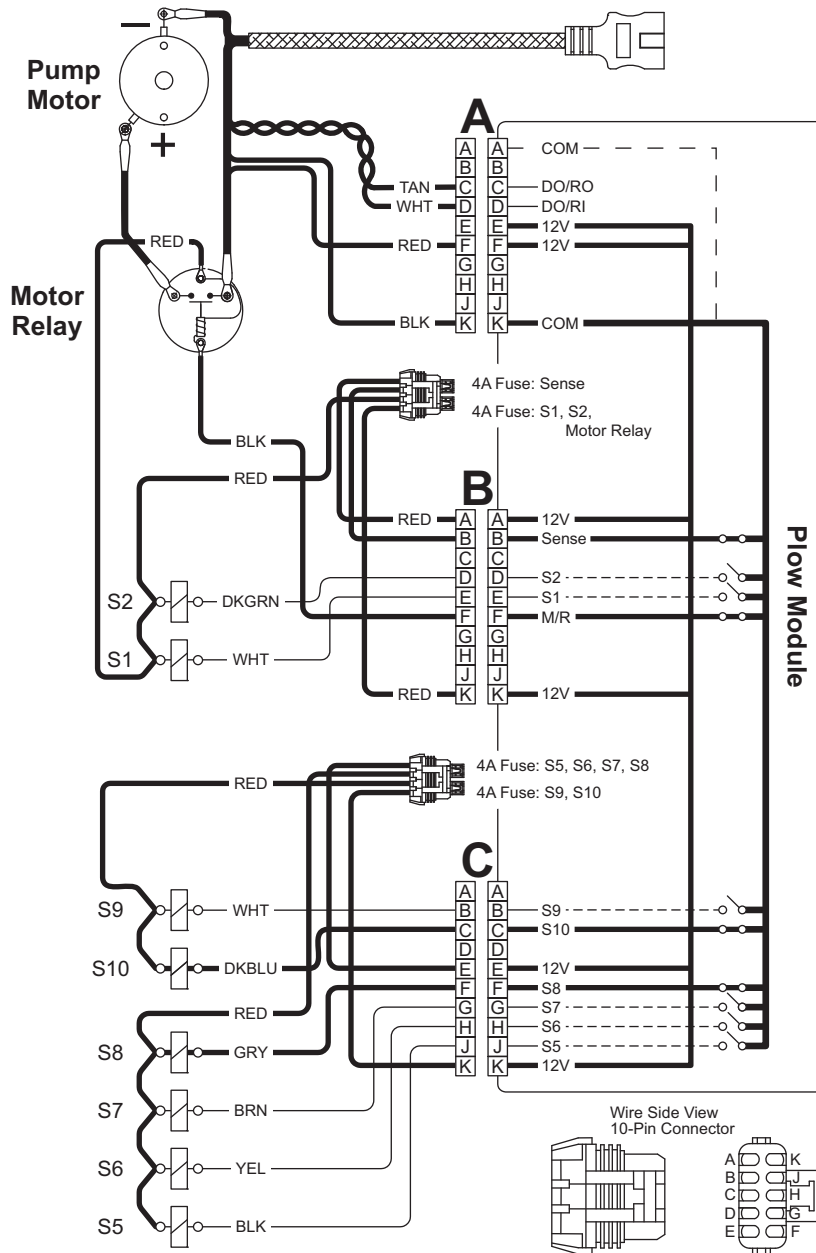 −
Pump
Motor
+
A
A A COM
B B
TAN C C DO/RO
WHT D D DO/RI
E E 12V
RED RED F F 12V
G G
H H
Motor
Relay
J J
BLK K K COM
4A Fuse: Sense
4A Fuse: S1, S2,
Motor Relay
BLK
RED
B
RED A A 12V
B B Sense
C C
S2 DKGRN D D S2
E E S1
F F M/R
G G
S1 WHT H H
J J
RED K K 12V
Plow Module
4A Fuse: S5, S6, S7, S8
RED
4A Fuse: S9, S10
C
A A
S9 WHT B B S9
C C S10
D D
S10 DKBLU E E 12V
F F S8
RED G G S7
H H S6
S8 GRY J J S5
K K 12V
S7 BRN
S6 YEL
S5 BLK
Wire Side View
10-Pin Connector
A K
B J
C H
D G
E F